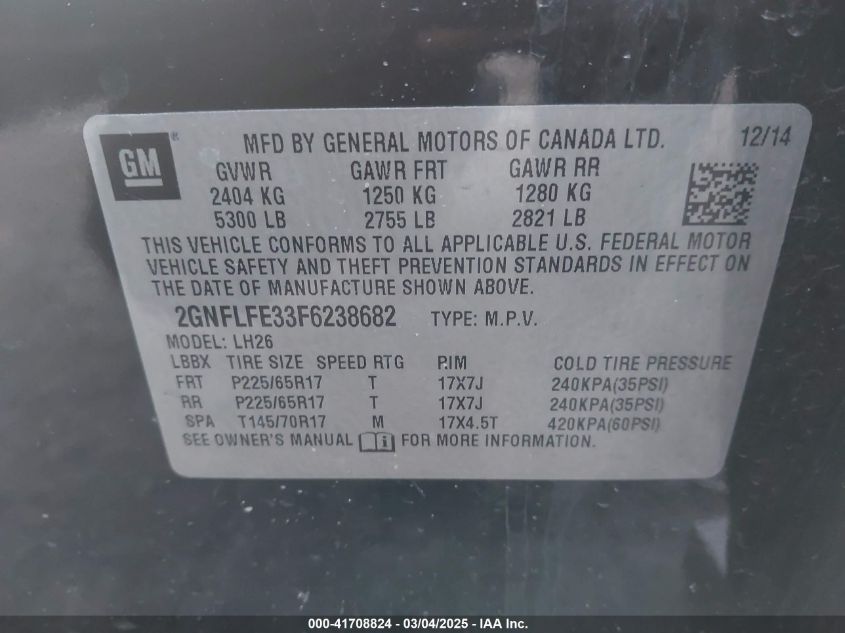 GM®
MFD BY GENERAL MOTORS OF CANADA LTD. 12/14
GVWR GAWR FRT GAWR RR
2404 KG 1250 KG 1280 KG
5300 LB 2755 LB 2821 LB
THIS VEHICLE CONFORMS TO ALL APPLICABLE U.S. FEDERAL MOTOR
VEHICLE SAFETY AND THEFT PREVENTION STANDARDS IN EFFECT ON
THE DATE OF MANUFACTURE SHOWN ABOVE.
2GNFLFE33F6238682 TYPE: M.P.V.
MODEL: LH26
LBBX TIRE SIZE SPEED RTG RIM COLD TIRE PRESSURE
FRT P225/65R17 T 17X7J 240KPA(35PSI)
RR P225/65R17 T 17X7J 240KPA(35PSI)
SPA T145/70R17 M 17X4.5T 420KPA(60PSI)
SEE OWNER'S MANUAL i FOR MORE INFORMATION.
000-41708824 - 03/04/2025 - IAA Inc.